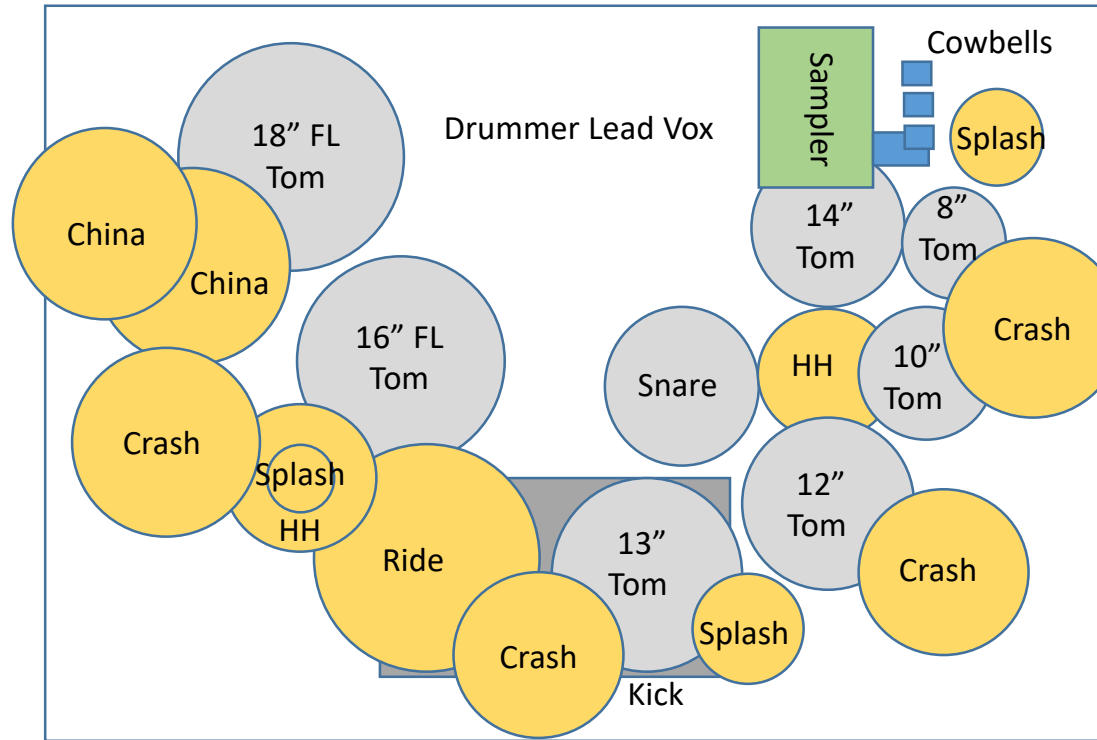 Cowbells
Sampler
18” FL
Tom
Drummer Lead Vox
Splash
China
14”
Tom
8”
Tom
China
Crash
16” FL
Tom
Snare
HH
10”
Tom
Crash
Splash
HH
12”
Tom
Ride
13”
Tom
Crash
Crash
Splash
Kick